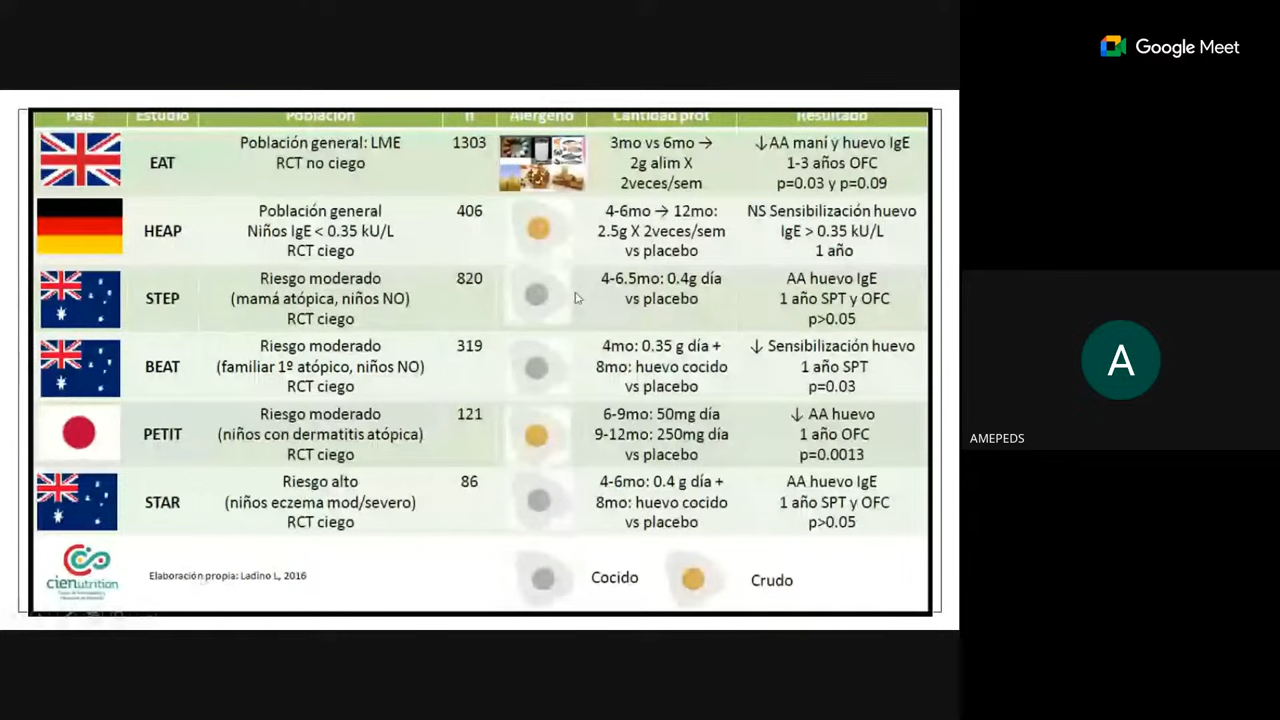 Google Meet
País Estudio Población n Alérgeno Cantidad prot Resultado
EAT
Población general: LME
RCT no ciego
1303
3mo vs 6mo →
2g alim X
2veces/sem
↓AA maní y huevo IgE
1-3 años OFC
p=0.03 y p=0.09
HEAP
Población general
Niños IgE < 0.35 kU/L
RCT ciego
406
4-6mo → 12mo:
2.5g X 2veces/sem
vs placebo
NS Sensibilización huevo
IgE > 0.35 kU/L
1 año
STEP
Riesgo moderado
(mamá atópica, niños NO)
RCT ciego
820
4-6.5mo: 0.4g día
vs placebo
AA huevo IgE
1 año SPT y OFC
p>0.05
BEAT
Riesgo moderado
(familiar 1º atópico, niños NO)
RCT ciego
319
4mo: 0.35 g día +
8mo: huevo cocido
vs placebo
↓ Sensibilización huevo
1 año SPT
p=0.03
PETIT
Riesgo moderado
(niños con dermatitis atópica)
RCT ciego
121
6-9mo: 50mg día
9-12mo: 250mg día
vs placebo
↓ AA huevo
1 año OFC
p=0.0013
STAR
Riesgo alto
(niños eczema mod/severo)
RCT ciego
86
4-6mo: 0.4 g día +
8mo: huevo cocido
vs placebo
AA huevo IgE
1 año SPT y OFC
p>0.05
cienutrition
Elaboración propia: Ladino L, 2016
Cocido
Crudo
A
AMEPEDS